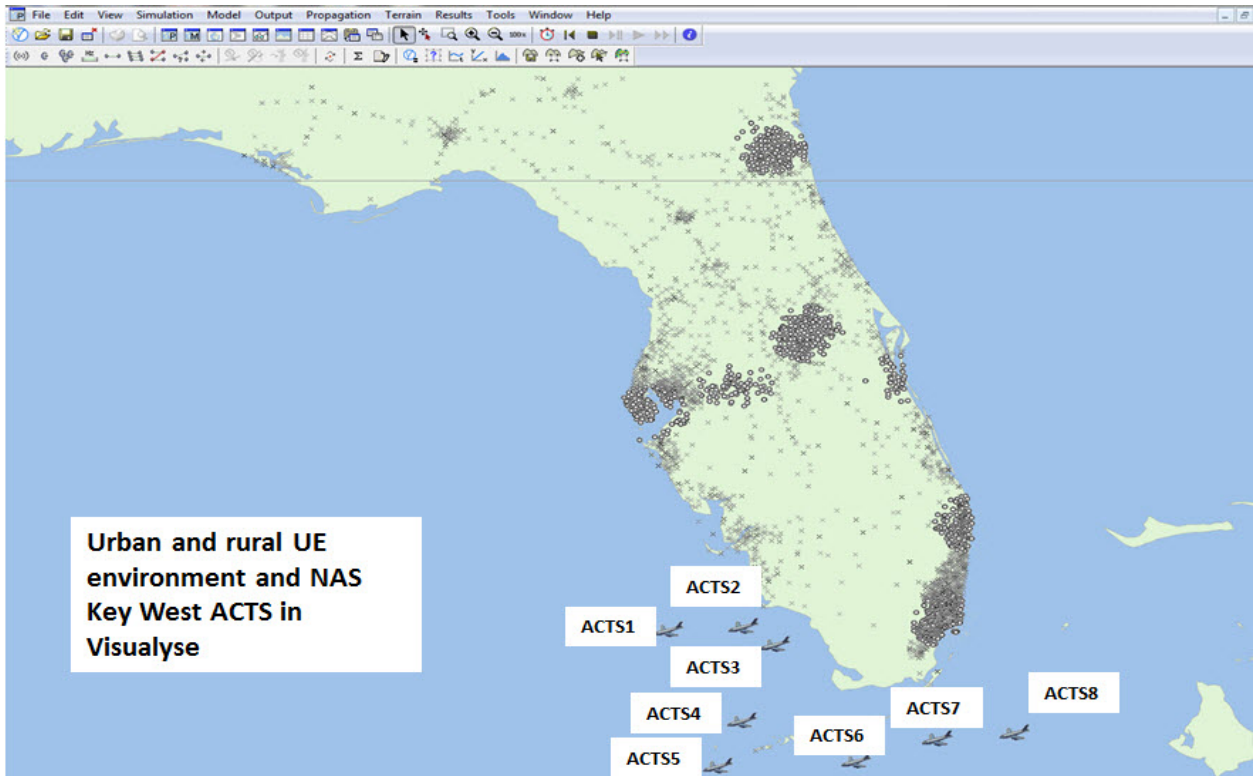 File Edit View Simulation Model Output Propagation Terrain Results Tools Window Help
100%
Urban and rural UE
environment and NAS
Key West ACTS in
Visualyse
ACTS2
ACTS1
ACTS3
ACTS4
ACTS5
ACTS6
ACTS7
ACTS8